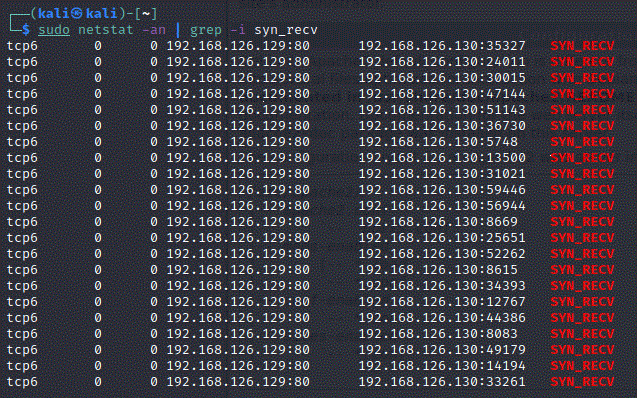 (kali㉿kali)-[~]
$ sudo netstat -an | grep -i syn_recv
tcp6 0 0 192.168.126.129:80 192.168.126.130:35327 SYN_RECV
tcp6 0 0 192.168.126.129:80 192.168.126.130:24011 SYN_RECV
tcp6 0 0 192.168.126.129:80 192.168.126.130:30015 SYN_RECV
tcp6 0 0 192.168.126.129:80 192.168.126.130:47144 SYN_RECV
tcp6 0 0 192.168.126.129:80 192.168.126.130:51143 SYN_RECV
tcp6 0 0 192.168.126.129:80 192.168.126.130:36730 SYN_RECV
tcp6 0 0 192.168.126.129:80 192.168.126.130:5748 SYN_RECV
tcp6 0 0 192.168.126.129:80 192.168.126.130:13500 SYN_RECV
tcp6 0 0 192.168.126.129:80 192.168.126.130:31021 SYN_RECV
tcp6 0 0 192.168.126.129:80 192.168.126.130:59446 SYN_RECV
tcp6 0 0 192.168.126.129:80 192.168.126.130:56944 SYN_RECV
tcp6 0 0 192.168.126.129:80 192.168.126.130:8669 SYN_RECV
tcp6 0 0 192.168.126.129:80 192.168.126.130:25651 SYN_RECV
tcp6 0 0 192.168.126.129:80 192.168.126.130:52262 SYN_RECV
tcp6 0 0 192.168.126.129:80 192.168.126.130:8615 SYN_RECV
tcp6 0 0 192.168.126.129:80 192.168.126.130:34393 SYN_RECV
tcp6 0 0 192.168.126.129:80 192.168.126.130:12767 SYN_RECV
tcp6 0 0 192.168.126.129:80 192.168.126.130:44386 SYN_RECV
tcp6 0 0 192.168.126.129:80 192.168.126.130:8083 SYN_RECV
tcp6 0 0 192.168.126.129:80 192.168.126.130:49179 SYN_RECV
tcp6 0 0 192.168.126.129:80 192.168.126.130:14194 SYN_RECV
tcp6 0 0 192.168.126.129:80 192.168.126.130:33261 SYN_RECV